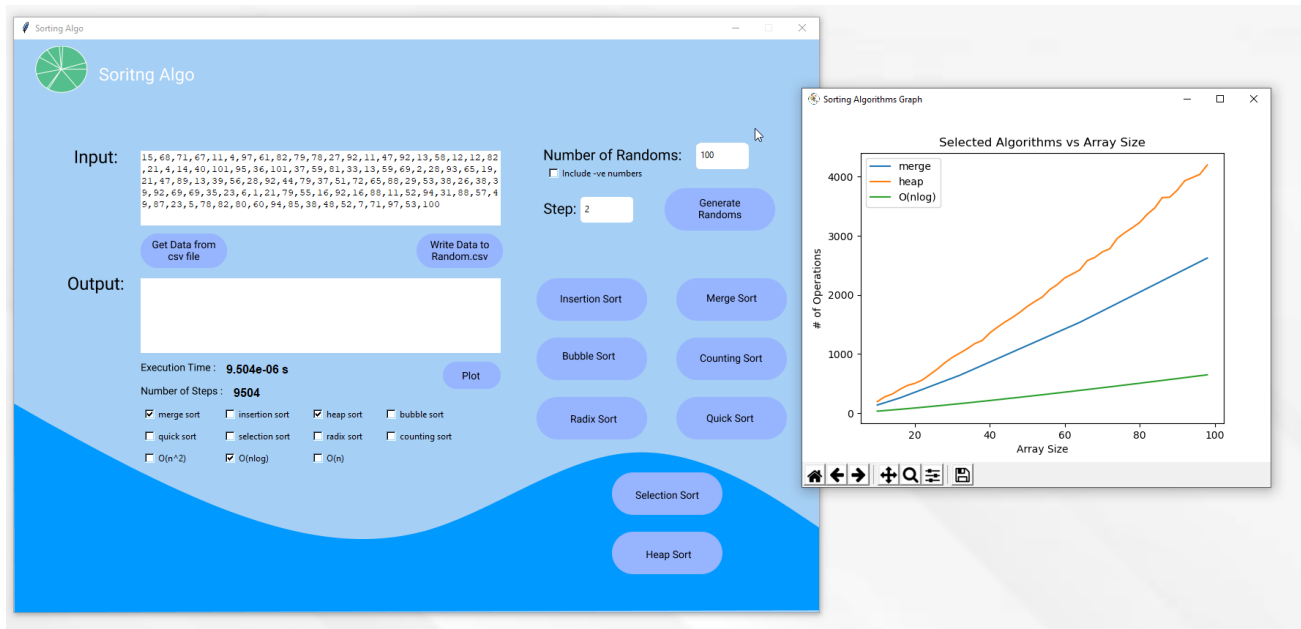 Sorting Algo
Soritng Algo
Input:
15,68,71,67,11,4,97,61,82,79,78,27,92,11,47,92,13,58,12,12,82
,21,4,14,40,101,95,36,101,37,59,81,33,13,59,69,2,28,93,65,19,
21,47,89,13,39,56,28,92,44,79,37,51,72,65,88,29,53,38,26,38,3
9,92,69,69,35,23,6,1,21,79,55,16,92,16,88,11,52,94,31,88,57,4
9,87,23,5,78,82,80,60,94,85,38,48,52,7,71,97,53,100
Number of Randoms:
100
Include -ve numbers
Step:
2
Generate
Randoms
Get Data from
csv file
Write Data to
Random.csv
Output:
Execution Time :
9.504e-06 s
Number of Steps :
9504
Plot
merge sort
insertion sort
heap sort
bubble sort
quick sort
selection sort
radix sort
counting sort
O(n^2)
O(nlog)
O(n)
Insertion Sort
Merge Sort
Bubble Sort
Counting Sort
Radix Sort
Quick Sort
Selection Sort
Heap Sort
Sorting Algorithms Graph
Selected Algorithms vs Array Size
merge
heap
O(nlog)
# of Operations
4000
3000
2000
1000
0
20
40
60
80
100
Array Size